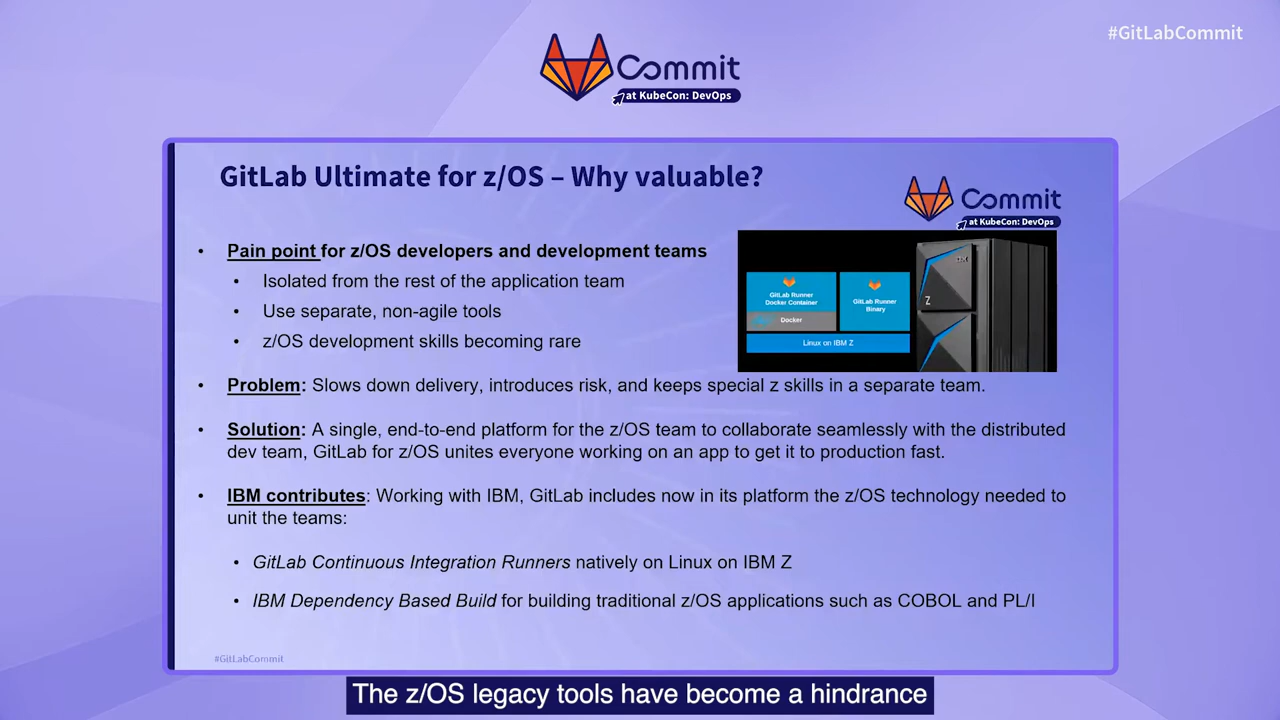 #GitLabCommit
Commit
at KubeCon: DevOps
GitLab Ultimate for z/OS – Why valuable?
Commit
at KubeCon: DevOps
• Pain point for z/OS developers and development teams
• Isolated from the rest of the application team
• Use separate, non-agile tools
• z/OS development skills becoming rare
GitLab Runner
Docker Container
Docker
GitLab Runner
Binary
Linux on IBM Z
IBM
Z
• Problem: Slows down delivery, introduces risk, and keeps special z skills in a separate team.
• Solution: A single, end-to-end platform for the z/OS team to collaborate seamlessly with the distributed
dev team, GitLab for z/OS unites everyone working on an app to get it to production fast.
• IBM contributes: Working with IBM, GitLab includes now in its platform the z/OS technology needed to
unit the teams:
• GitLab Continuous Integration Runners natively on Linux on IBM Z
• IBM Dependency Based Build for building traditional z/OS applications such as COBOL and PL/I
#GitLabCommit
The z/OS legacy tools have become a hindrance